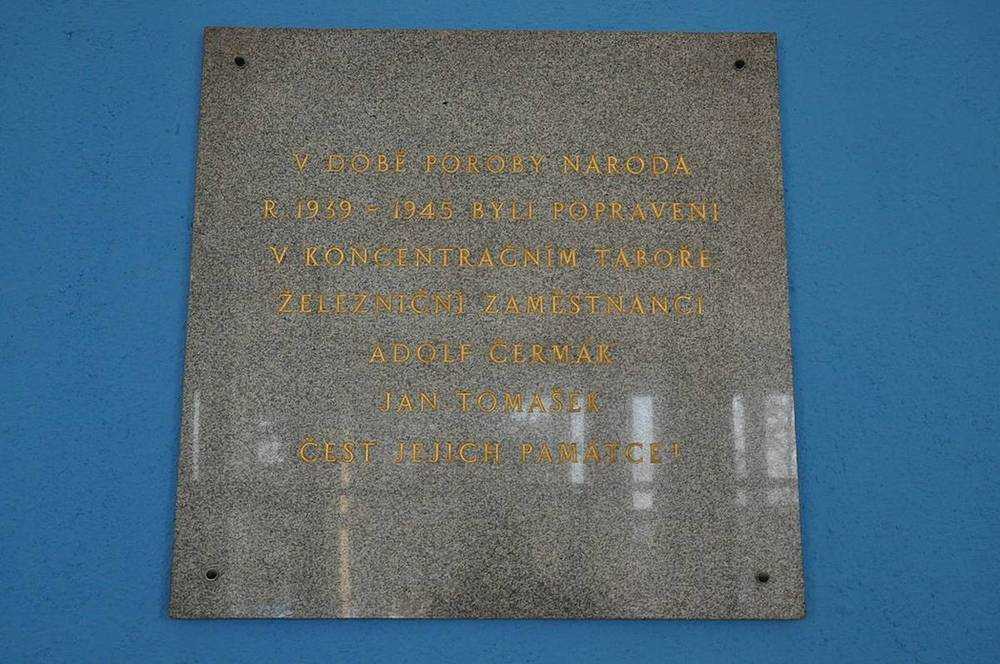 V DOBĚ POROBY NÁRODA
R. 1939 - 1945 BYLI POPRAVENI
V KONCENTRAČNÍM TÁBOŘE
ŽELEZNIČNÍ ZAMĚSTNANCI
ADOLF ČERMÁK
JAN TOMÁŠEK
ČEST JEJICH PAMÁTCE!